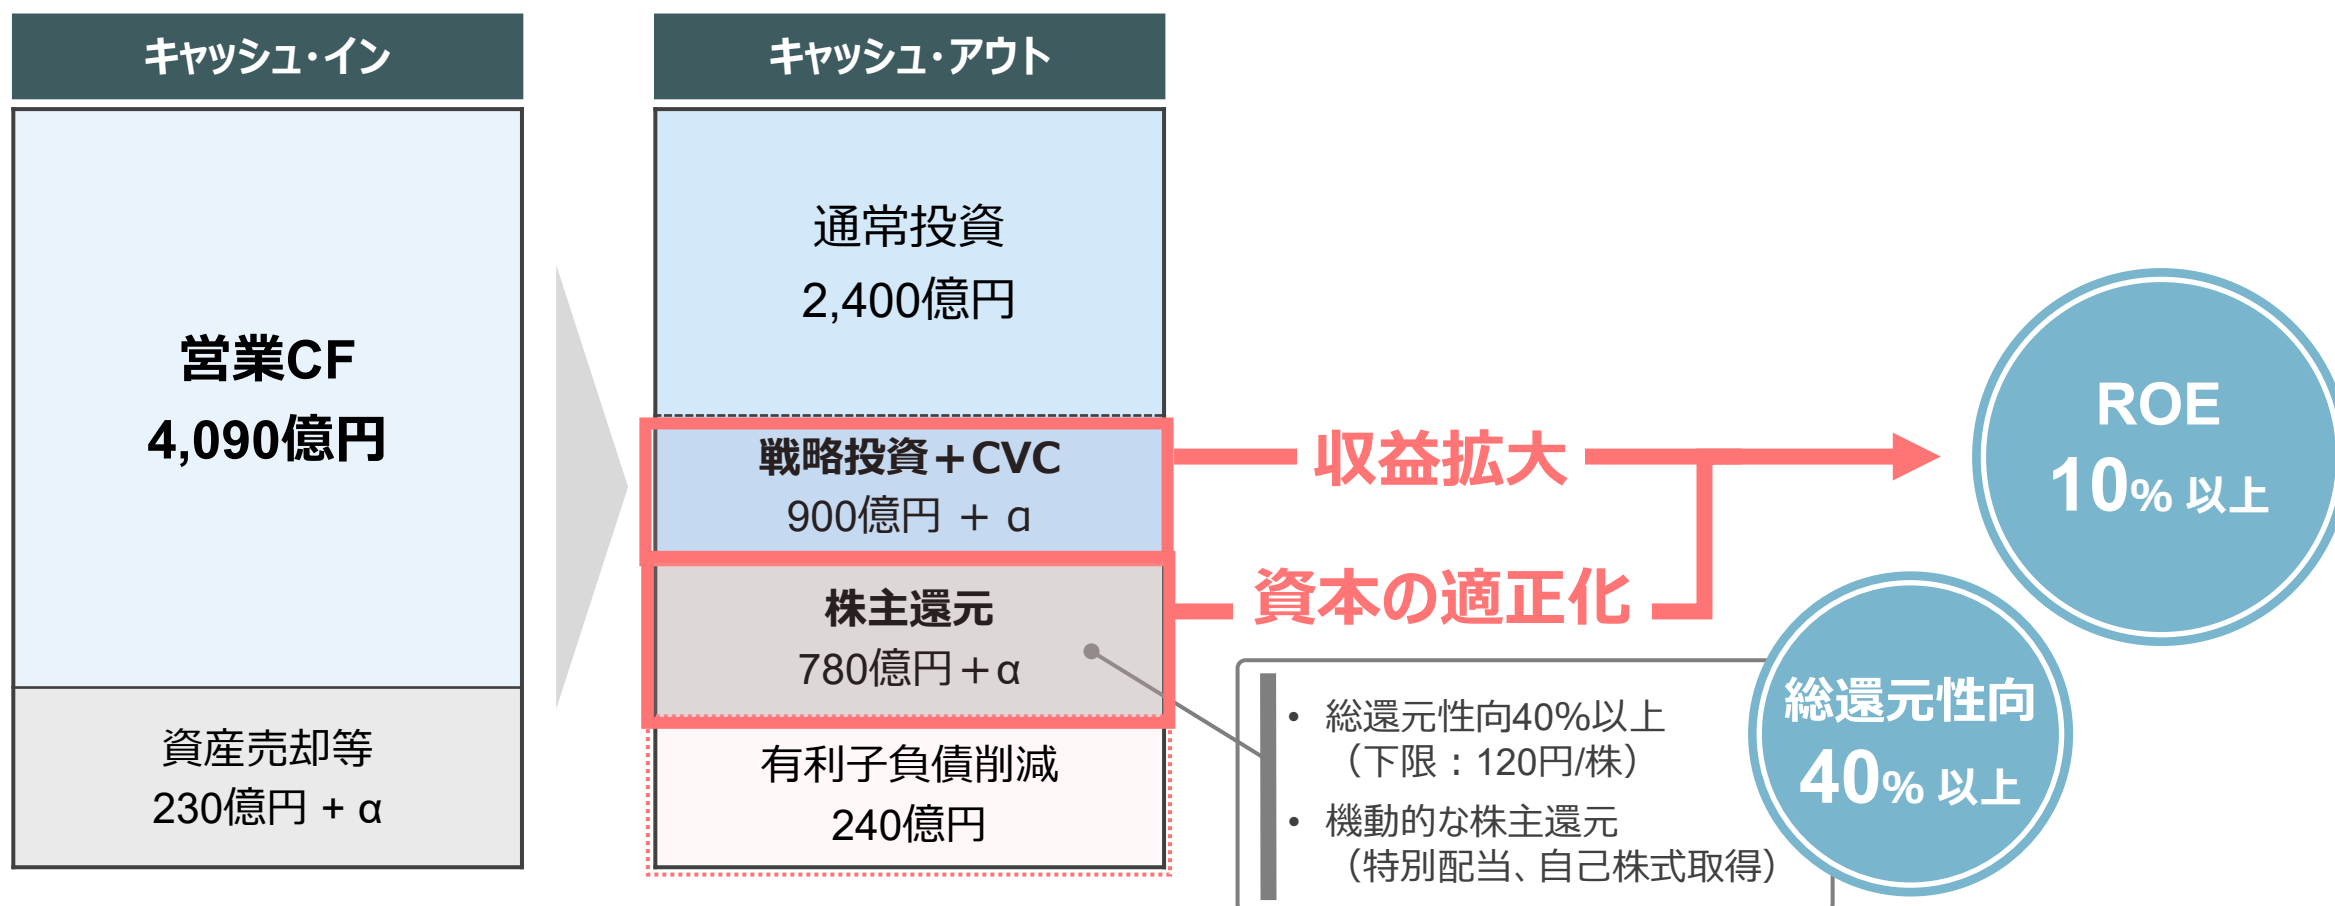 キャッシュ・イン
営業CF
4,090億円
資産売却等
230億円 + α
キャッシュ・アウト
通常投資
2,400億円
戦略投資＋CVC
900億円 ＋ α
株主還元
780億円＋α
有利子負債削減
240億円
収益拡大
資本の適正化
• 総還元性向40%以上
（下限：120円/株）
• 機動的な株主還元
（特別配当、自己株式取得）
ROE
10% 以上
総還元性向
40% 以上